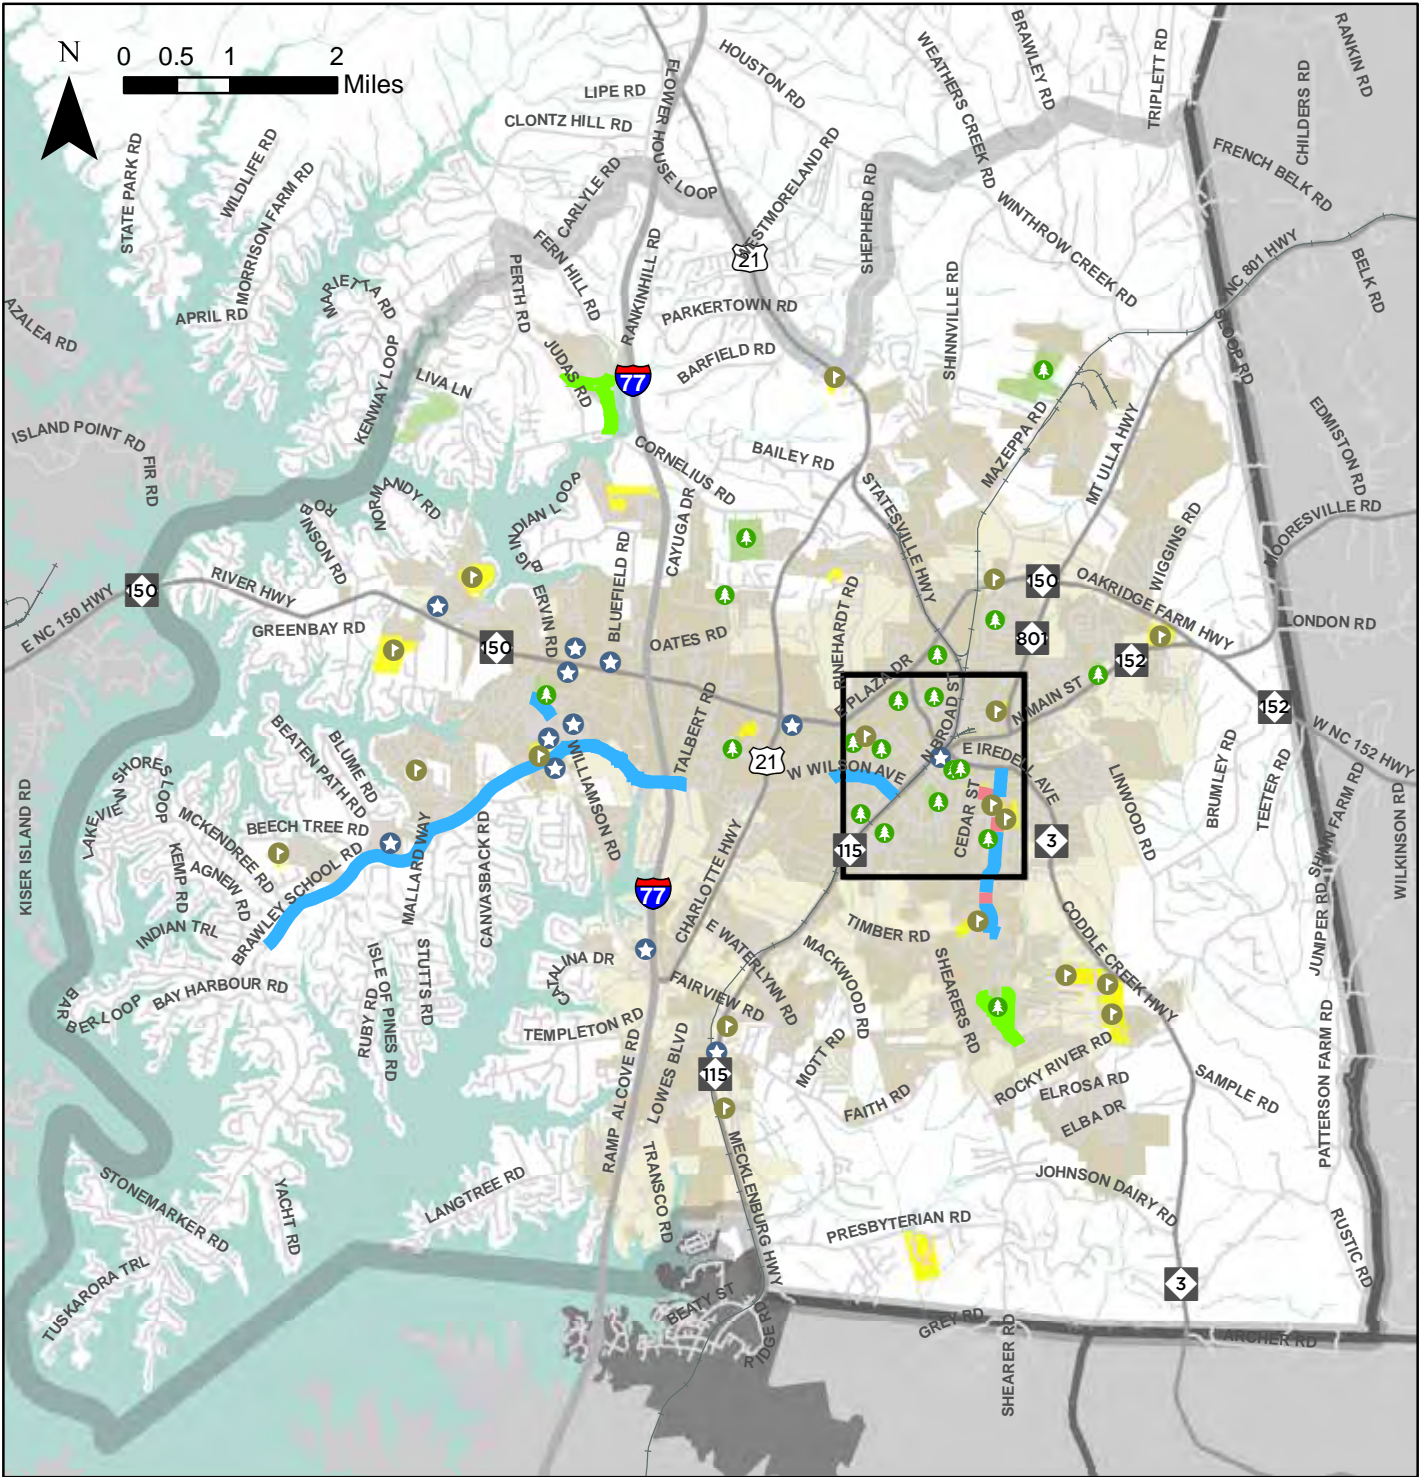 N
0 0.5 1 2
Miles
HOUSTON RD
WEATHERS CREEK RD
BRAWLEY RD
TRIPLETT RD
RANKIN RD
CHILDERS RD
LIPE RD
CLONTZ HILL RD
FLOWER HOUSE LOOP
STATE PARK RD
WILDLIFE RD
MORRISON FARM RD
CARLYLE RD
WESTMORELAND RD
SHEPHERD RD
FRENCH BELK RD
WINTHROW CREEK RD
FERN HILL RD
21
NC 801 HWY
BELK RD
AZALEA RD
APRIL RD
MARIETTA RD
PERTH RD
RANKINHILL RD
PARKERTOWN RD
SHINNVILLE RD
SLOOP RD
KENWAY LOOP
LIVA LN
JUDAS RD
77
BARFIELD RD
EDMISTON RD
ISLAND POINT RD
FIR RD
CORNELIUS RD
BAILEY RD
MAZEPPA RD
MT ULLA HWY
NORMANDY RD
ROBINSON RD
BIG INDIAN LOOP
CAYUGA DR
STATESVILLE HWY
WIGGINS RD
MOORESVILLE RD
E NC 150 HWY
150
RIVER HWY
GREENBAY RD
150
ERVIN RD
BLUEFIELD RD
OATES RD
RINEHARDT RD
150
OAKRIDGE FARM HWY
LONDON RD
801
152
E PLAZA DR
N MAIN ST
152
W NC 152 HWY
TALBERT RD
N BROAD ST
E IREDELL AVE
21
W WILSON AVE
KISER ISLAND RD
LAKEVIEW SHORES LOOP
BEATEN PATH RD
BLUME RD
WILLIAMSON RD
BEECH TREE RD
MCKENDREE RD
KEMP RD
AGNEW RD
BRAWLEY SCHOOL RD
MALLARD WAY
CANVASBACK RD
CEDAR ST
LINWOOD RD
BRUMLEY RD
TEETER RD
SHINN FARM RD
WILKINSON RD
115
3
77
CHARLOTTE HWY
INDIAN TRL
BARBER LOOP
BAY HARBOUR RD
RUBY RD
ISLE OF PINES RD
STUTTS RD
CATALINA DR
E WATERLYNN RD
FAIRVIEW RD
MACKWOOD RD
TIMBER RD
SHEARERS RD
CODDLE CREEK HWY
JUNIPER RD
TEMPLETON RD
RAMP ALCOVE RD
LOWES BLVD
115
MOTT RD
FAITH RD
ROCKY RIVER RD
ELROSA RD
ELBA DR
SAMPLE RD
PATTERSON FARM RD
STONEMARKER RD
YACHT RD
LANGTREE RD
TRANSCO RD
MECKLENBURG HWY
JOHNSON DAIRY RD
PRESBYTERIAN RD
RUSTIC RD
TUSKARORA TRL
3
BEATY ST
RIDGE RD
GREY RD
SHEARER RD
ARCHER RD